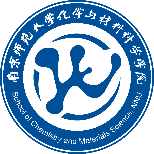 南京师范大学化学与材料科学学院
School of Chemistry and Materials Science, NNU